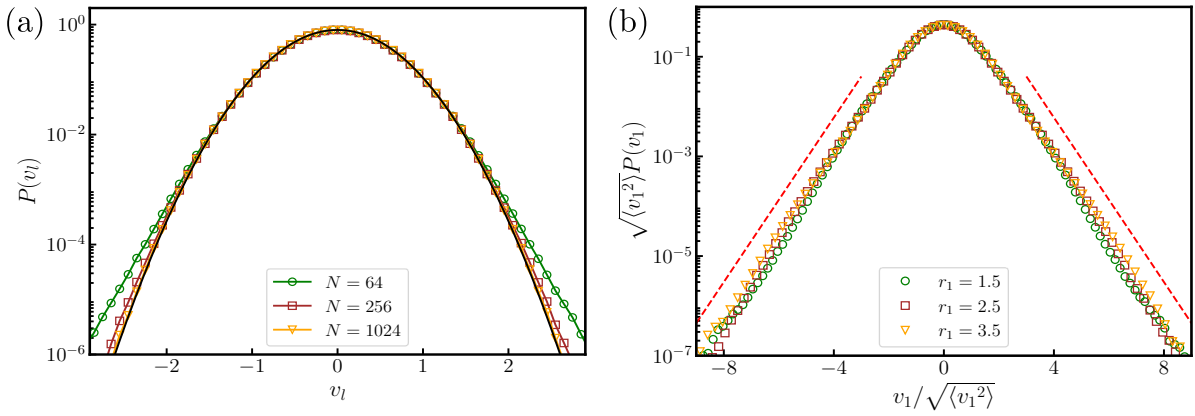 (a)
10^0
10^{-2}
10^{-4}
10^{-6}
P(v_l)
−2
−1
0
1
2
v_l
N = 64
N = 256
N = 1024
(b)
10^{-1}
10^{-3}
10^{-5}
10^{-7}
√⟨v_1^2⟩P(v_1)
−8
−4
0
4
8
v_1/√⟨v_1^2⟩
r_1 = 1.5
r_1 = 2.5
r_1 = 3.5